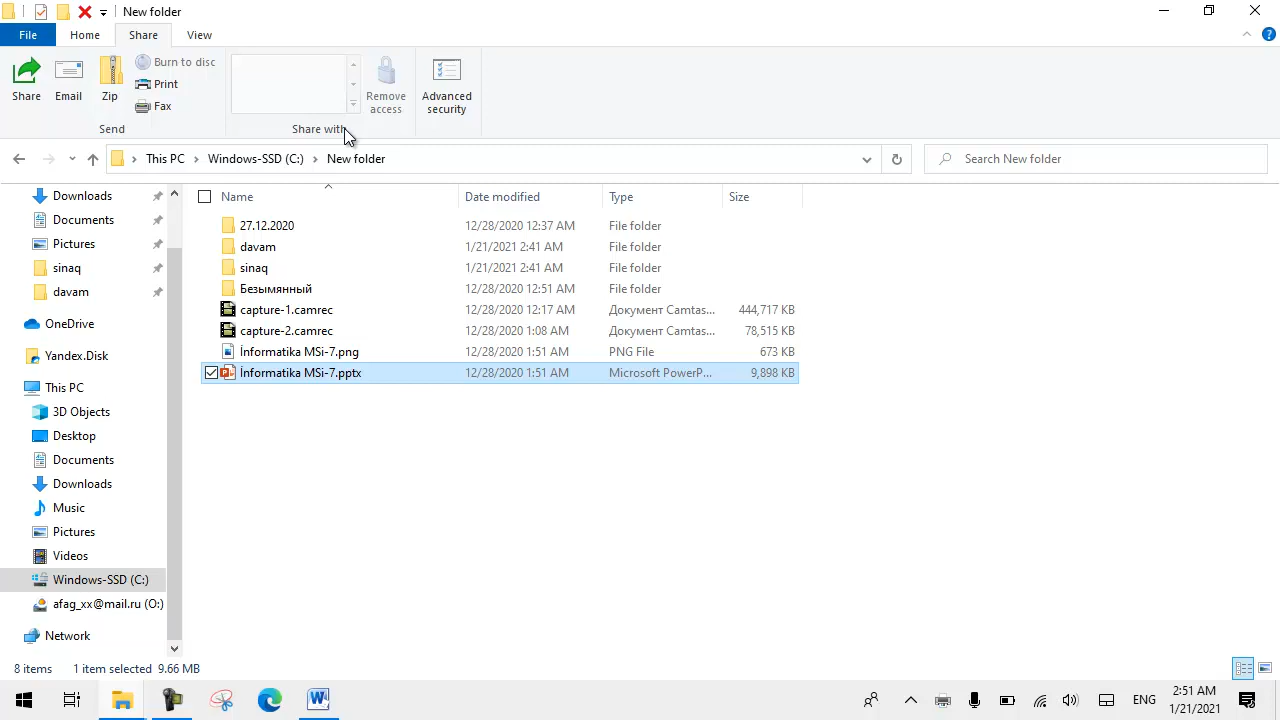 New folder
File Home Share View
Share Email Zip Burn to disc Print Fax
Remove access
Advanced security
Send
Share with
This PC Windows-SSD (C:) New folder
Search New folder
Name Date modified Type Size
27.12.2020 12/28/2020 12:37 AM File folder
davam 1/21/2021 2:41 AM File folder
sinaq 1/21/2021 2:41 AM File folder
Безымянный 12/28/2020 12:51 AM File folder
capture-1.camrec 12/28/2020 12:17 AM Документ Camtas... 444,717 KB
capture-2.camrec 12/28/2020 1:08 AM Документ Camtas... 78,515 KB
İnformatika MSi-7.png 12/28/2020 1:51 AM PNG File 673 KB
İnformatika MSi-7.pptx 12/28/2020 1:51 AM Microsoft PowerP... 9,898 KB
Downloads
Documents
Pictures
sinaq
davam
OneDrive
Yandex.Disk
This PC
3D Objects
Desktop
Documents
Downloads
Music
Pictures
Videos
Windows-SSD (C:)
afag_xx@mail.ru (O:)
Network
8 items 1 item selected 9.66 MB
ENG
2:51 AM
1/21/2021